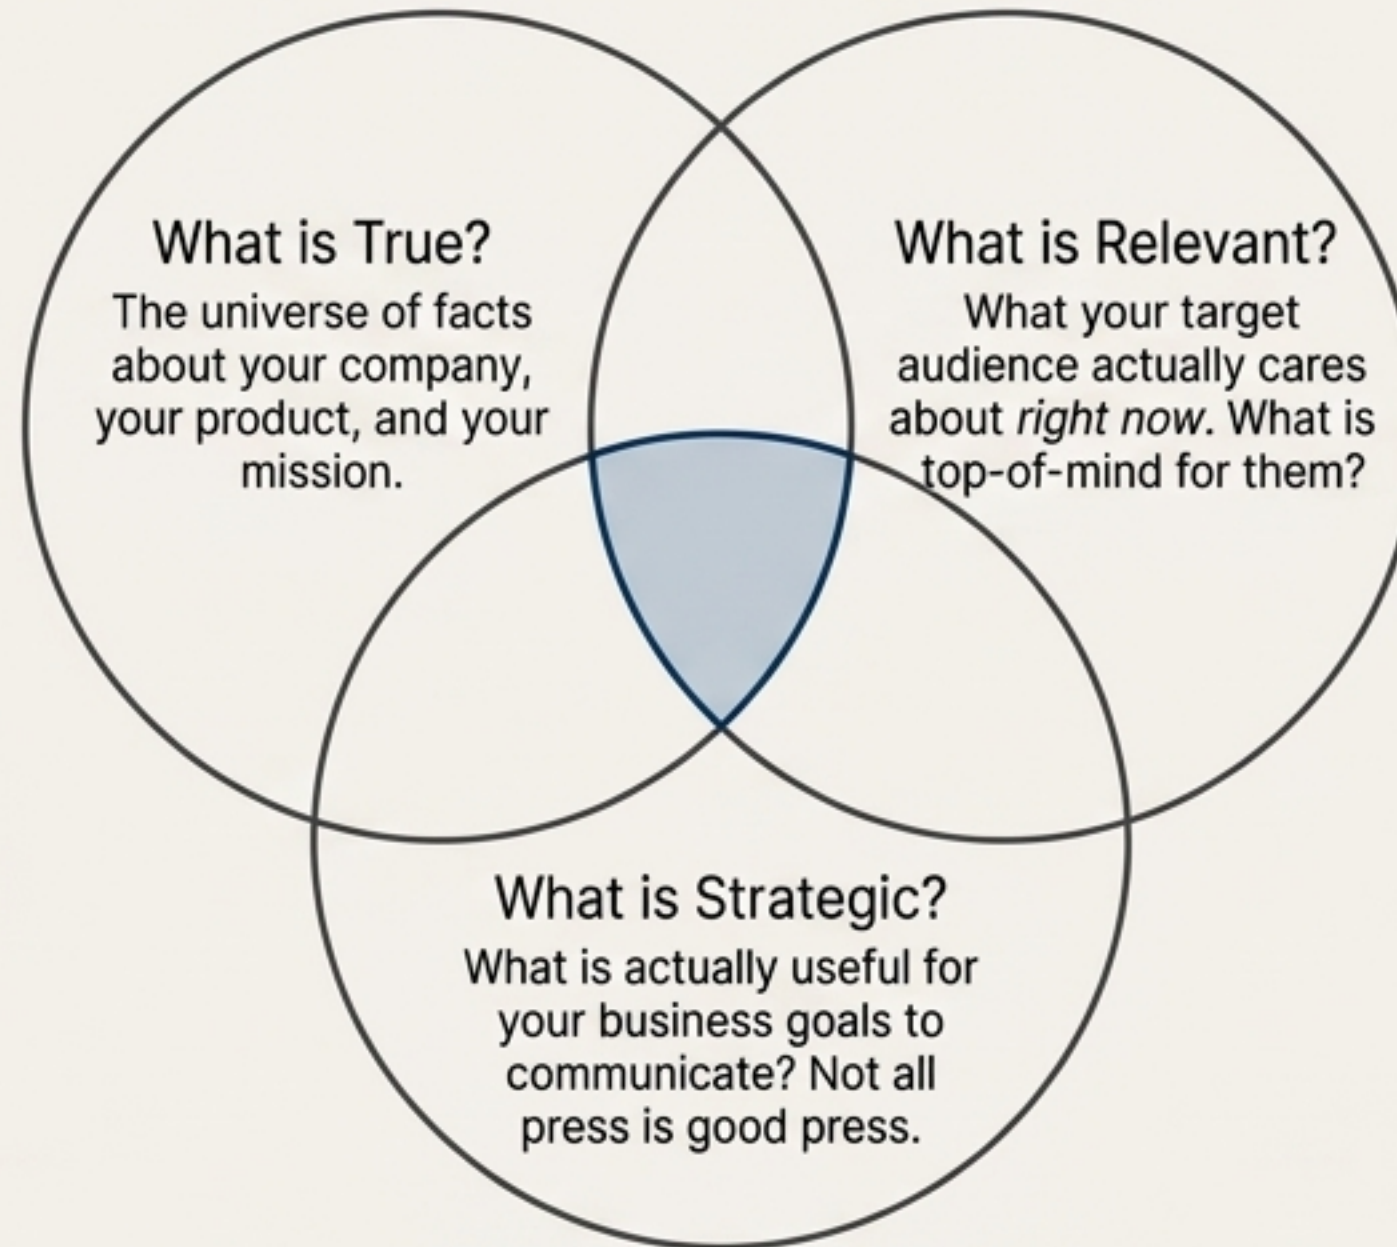 What is True?
The universe of facts
about your company,
your product, and your
mission.
What is Relevant?
What your target
audience actually cares
about right now. What is
top-of-mind for them?
What is Strategic?
What is actually useful for
your business goals to
communicate? Not all
press is good press.